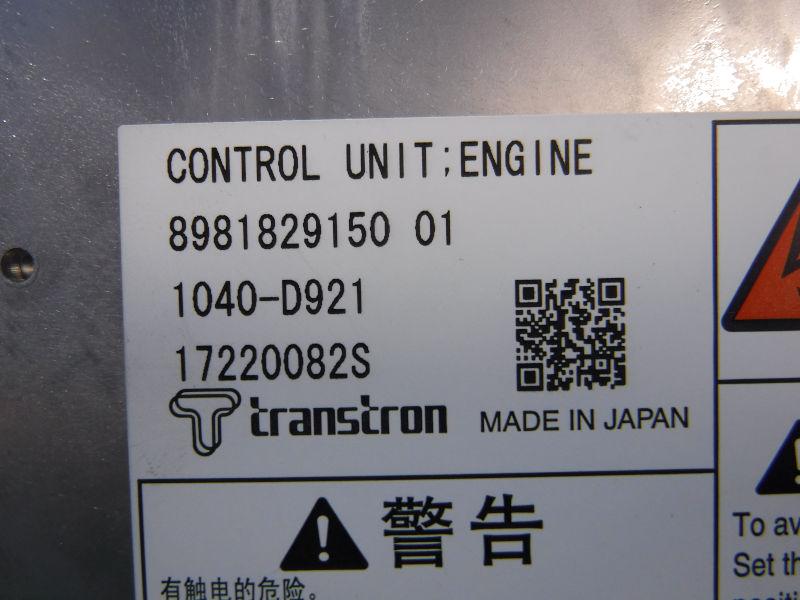 CONTROL UNIT;ENGINE
8981829150 01
1040-D921
17220082S
transtron
MADE IN JAPAN
警告
有触电的危险。
To av
Set th